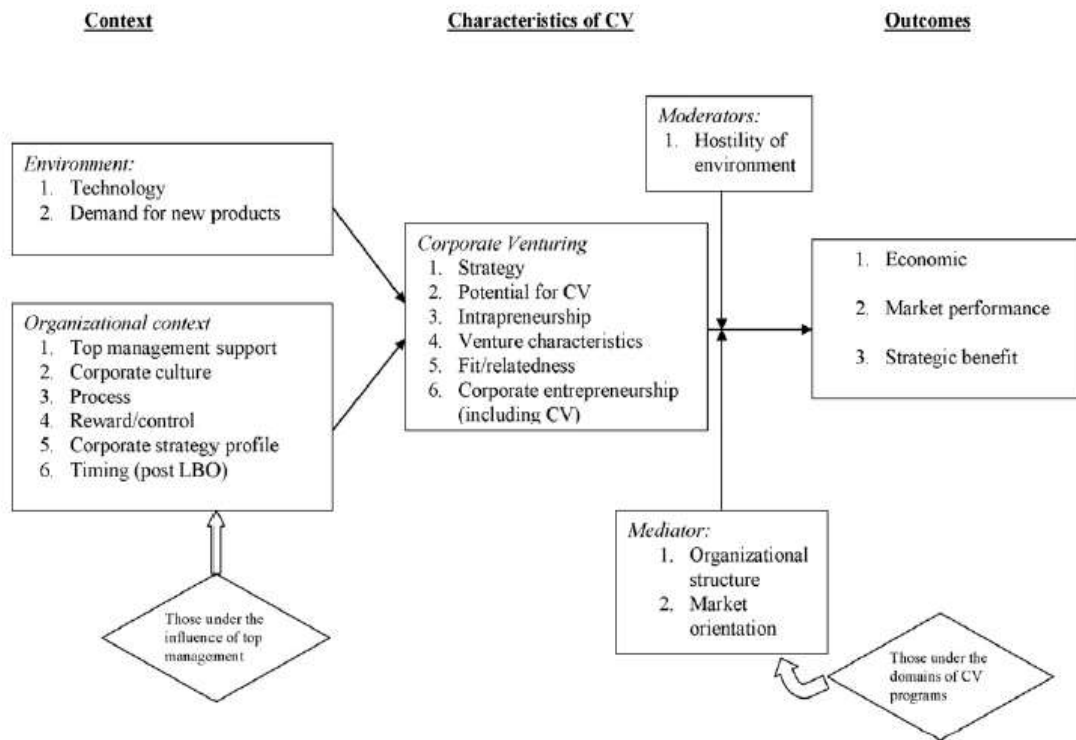 Context
Characteristics of CV
Outcomes
Moderators:
1. Hostility of
environment
Environment:
1. Technology
2. Demand for new products
Corporate Venturing
1. Strategy
2. Potential for CV
3. Intrapreneurship
4. Venture characteristics
5. Fit/relatedness
6. Corporate entrepreneurship
(including CV)
1. Economic
2. Market performance
3. Strategic benefit
Organizational context
1. Top management support
2. Corporate culture
3. Process
4. Reward/control
5. Corporate strategy profile
6. Timing (post LBO)
Mediator:
1. Organizational
structure
2. Market
orientation
Those under the
influence of top
management
Those under the
domains of CV
programs